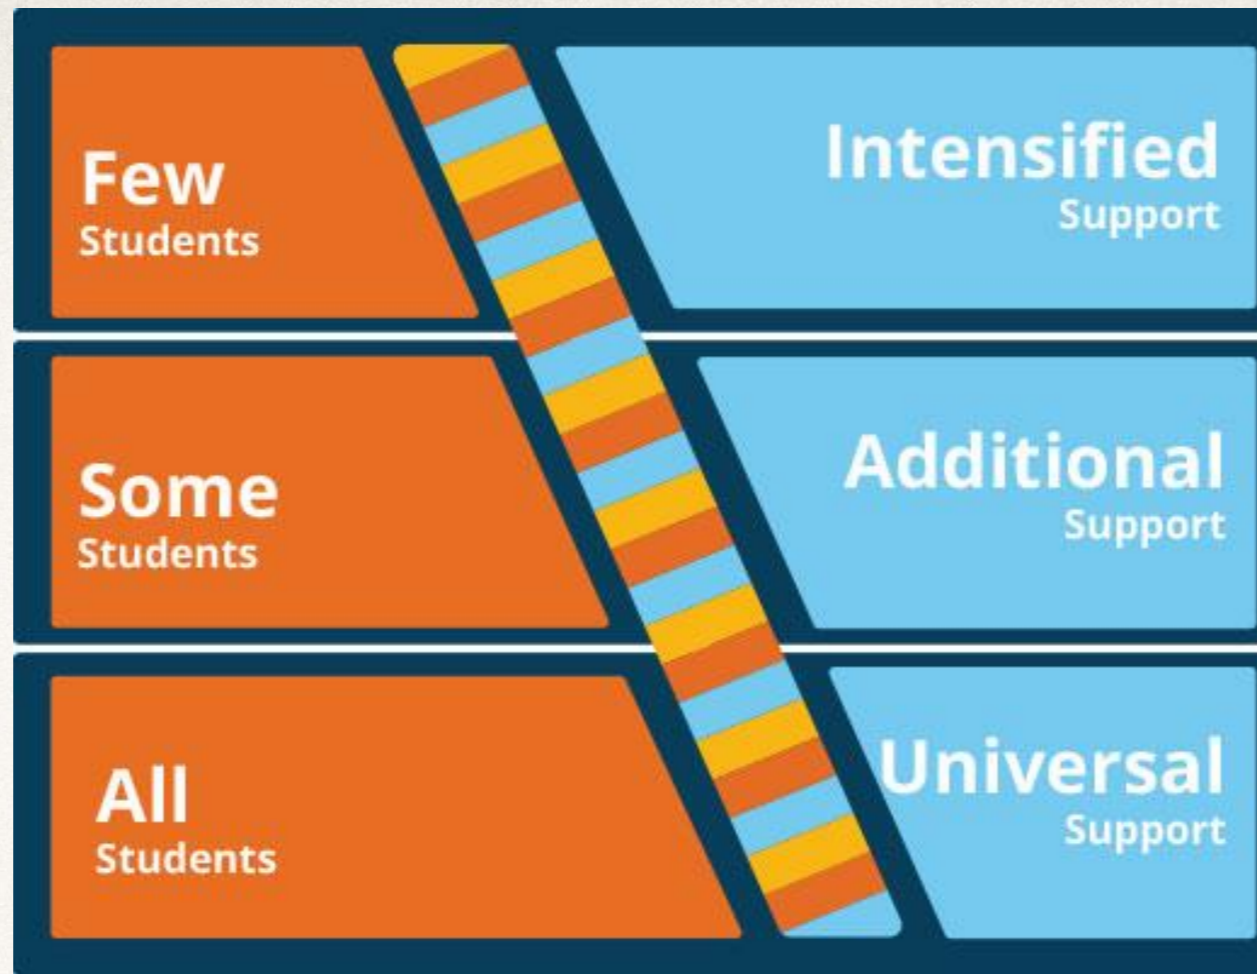 Few
Students
Intensified
Support
Some
Students
Additional
Support
All
Students
Universal
Support